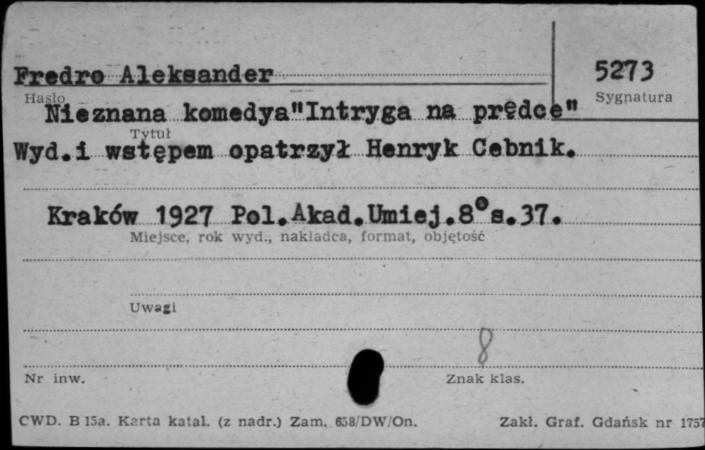 Fredro Aleksander
5273
Hasło
Sygnatura
Nieznana komedya"Intryga na prędce"
Tytuł
Wyd.i wstępem opatrzył Henryk Cebnik.
Kraków 1927 Pol.Akad.Umiej.8° s.37.
Miejsce, rok wyd., nakładca, format, objętość
Uwagi
8
Nr inw.
Znak klas.
CWD. B 15a. Karta katal. (z nadr.) Zam. 658/DW/On.
Zakł. Graf. Gdańsk nr 1757